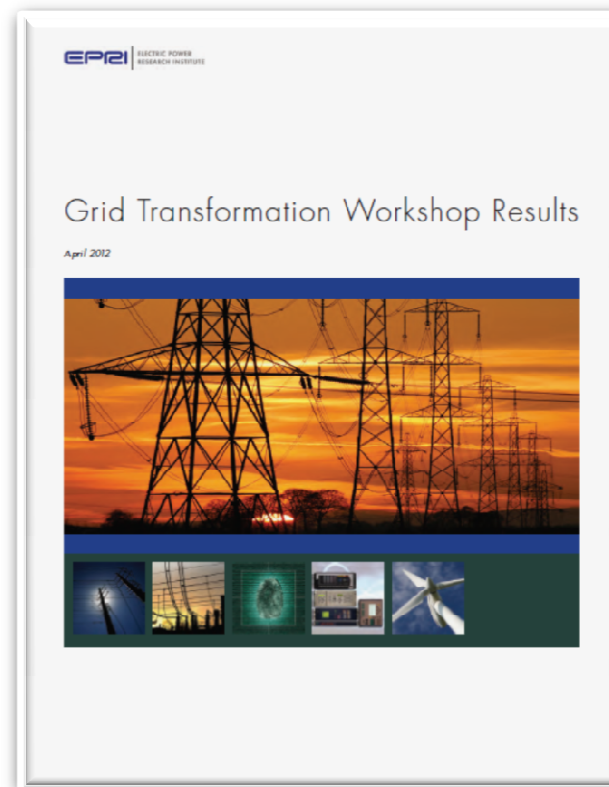 EPRI
ELECTRIC POWER
RESEARCH INSTITUTE
Grid Transformation Workshop Results
April 2012